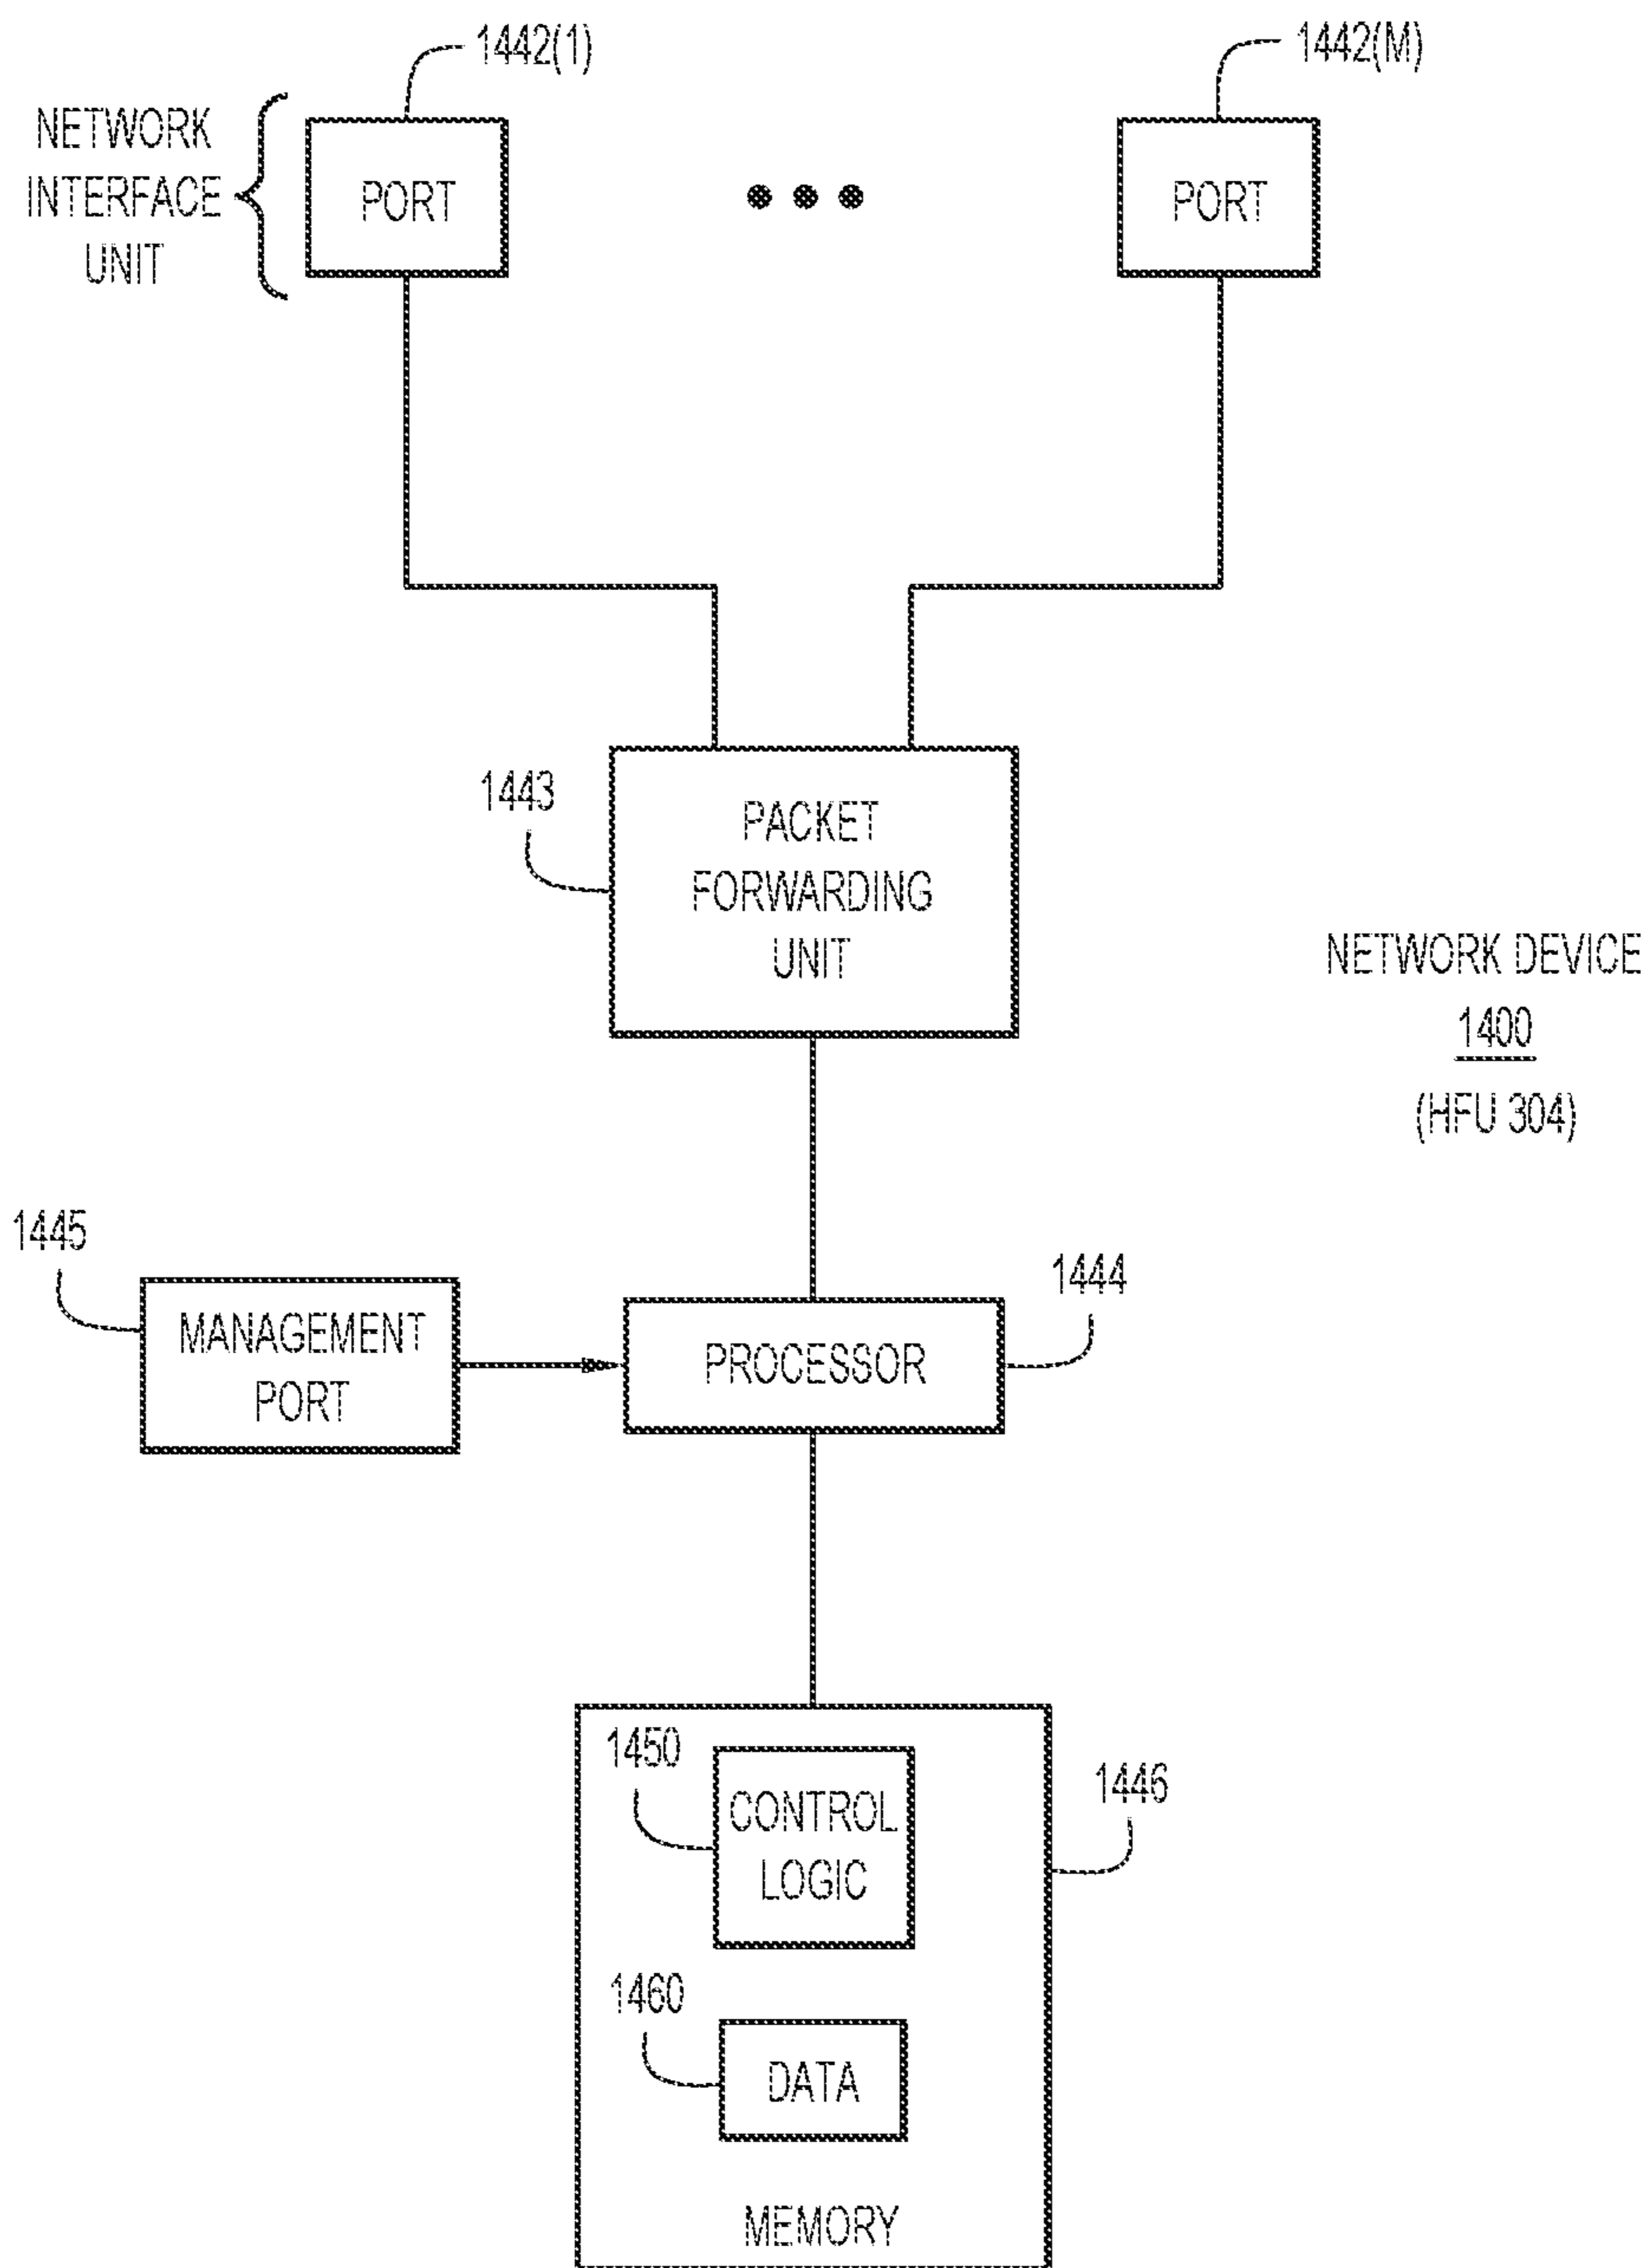 1442(1)
1442(M)
NETWORK
INTERFACE
UNIT
PORT
PORT
1443
PACKET
FORWARDING
UNIT
NETWORK DEVICE
1400
(HFU 304)
1445
MANAGEMENT
PORT
1444
PROCESSOR
1450
CONTROL
LOGIC
1446
1460
DATA
MEMORY